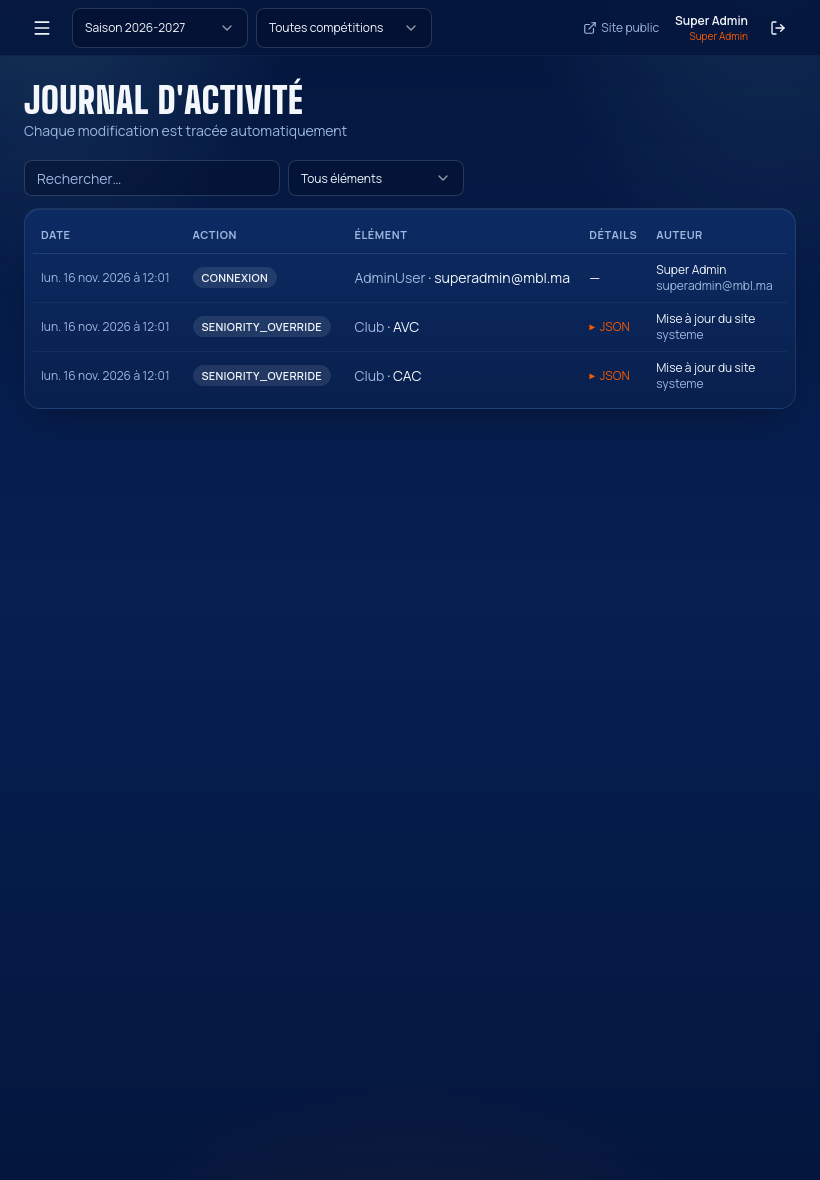 Saison 2026-2027
Toutes compétitions
Site public
Super Admin
Super Admin
JOURNAL D'ACTIVITÉ
Chaque modification est tracée automatiquement
Rechercher…
Tous éléments
DATE ACTION ÉLÉMENT DÉTAILS AUTEUR
lun. 16 nov. 2026 à 12:01 CONNEXION AdminUser · superadmin@mbl.ma — Super Admin
superadmin@mbl.ma
lun. 16 nov. 2026 à 12:01 SENIORITY_OVERRIDE Club · AVC ▸ JSON Mise à jour du site
systeme
lun. 16 nov. 2026 à 12:01 SENIORITY_OVERRIDE Club · CAC ▸ JSON Mise à jour du site
systeme